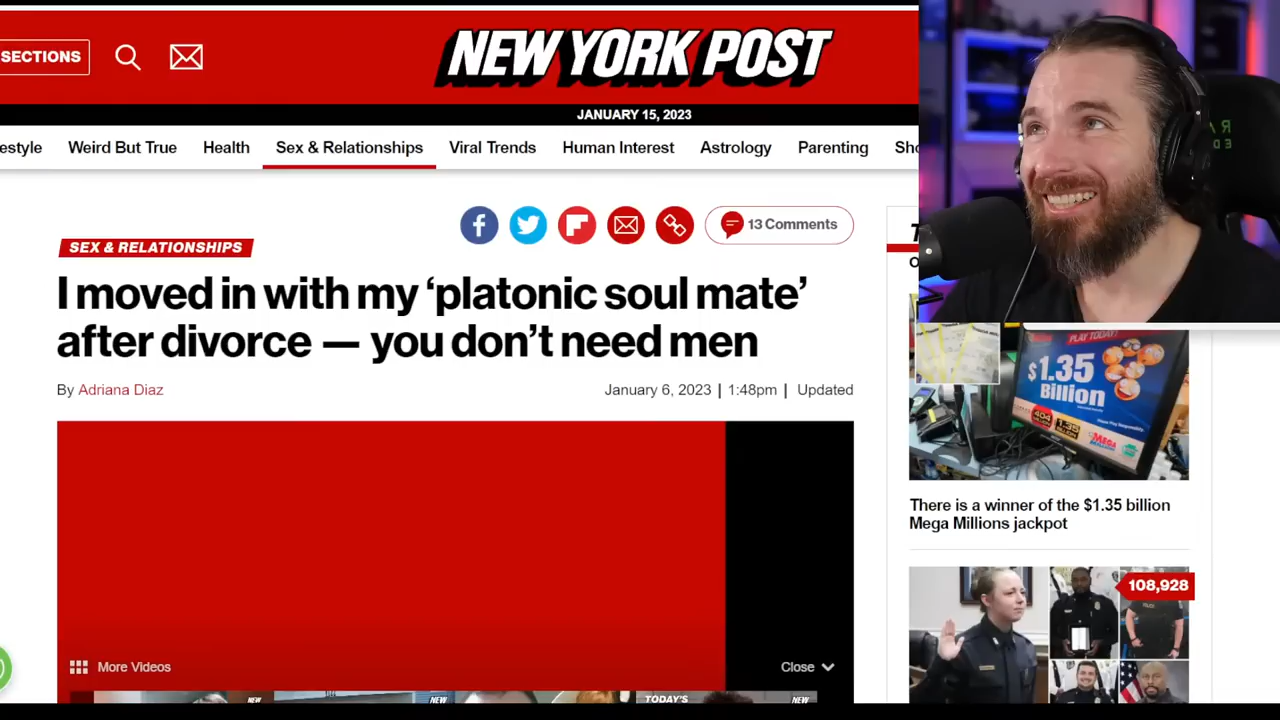 SECTIONS
NEW YORK POST
JANUARY 15, 2023
estyle Weird But True Health Sex & Relationships Viral Trends Human Interest Astrology Parenting Sh
13 Comments
SEX & RELATIONSHIPS
I moved in with my ‘platonic soul mate’
after divorce — you don’t need men
By Adriana Diaz January 6, 2023 | 1:48pm | Updated
PLAY TODAY!
$1.35
Billion
MEGA
There is a winner of the $1.35 billion
Mega Millions jackpot
108,928
More Videos Close
NEW
NEW
TODAY'S
NEW